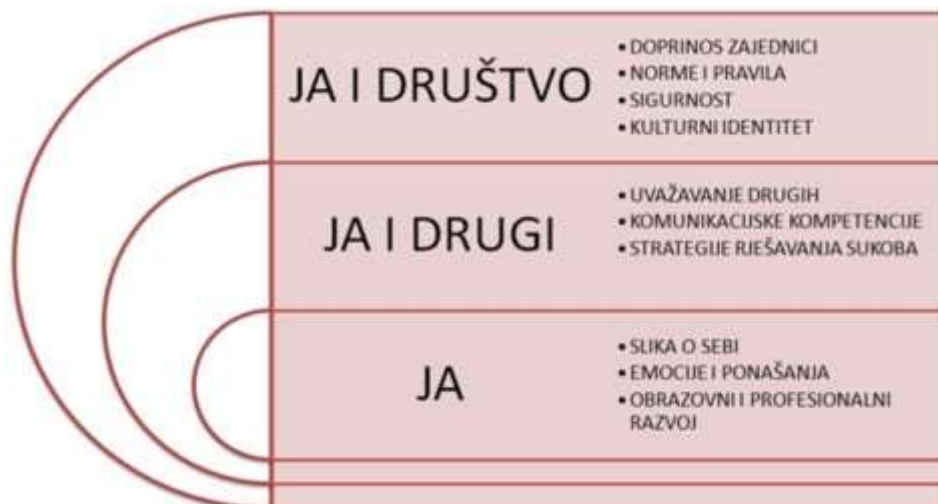 JA I DRUŠTVO
• DOPRINOS ZAJEDNICI
• NORME I PRAVILA
• SIGURNOST
• KULTURNI IDENTITET
JA I DRUGI
• UVAŽAVANJE DRUGIH
• KOMUNIKACIJSKE KOMPETENCIJE
• STRATEGIJE RJEŠAVANJA SUKOBA
JA
• SLIKA O SEBI
• EMOCIJE I PONAŠANJA
• OBRAZOVNI I PROFESIONALNI
RAZVOJ